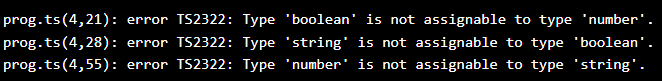 prog.ts(4,21): error TS2322: Type 'boolean' is not assignable to type 'number'.
prog.ts(4,28): error TS2322: Type 'string' is not assignable to type 'boolean'.
prog.ts(4,55): error TS2322: Type 'number' is not assignable to type 'string'.